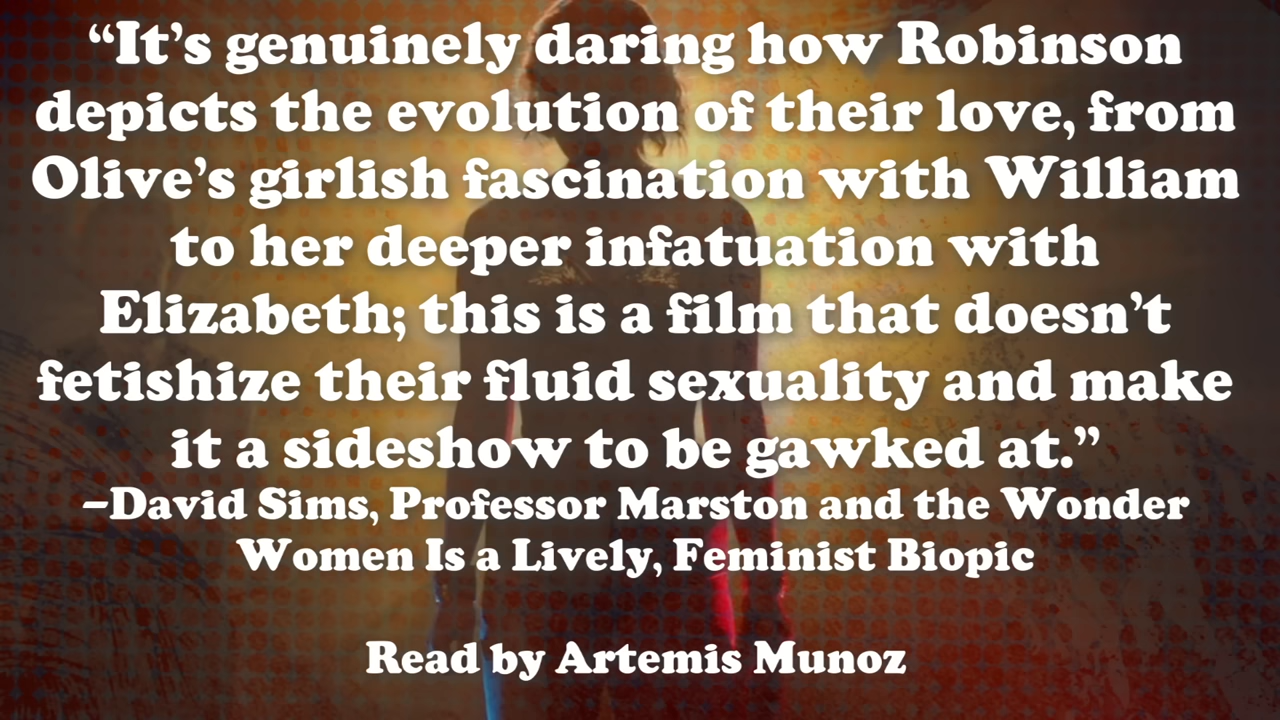 “It’s genuinely daring how Robinson
depicts the evolution of their love, from
Olive’s girlish fascination with William
to her deeper infatuation with
Elizabeth; this is a film that doesn’t
fetishize their fluid sexuality and make
it a sideshow to be gawked at.”
–David Sims, Professor Marston and the Wonder
Women Is a Lively, Feminist Biopic
Read by Artemis Munoz